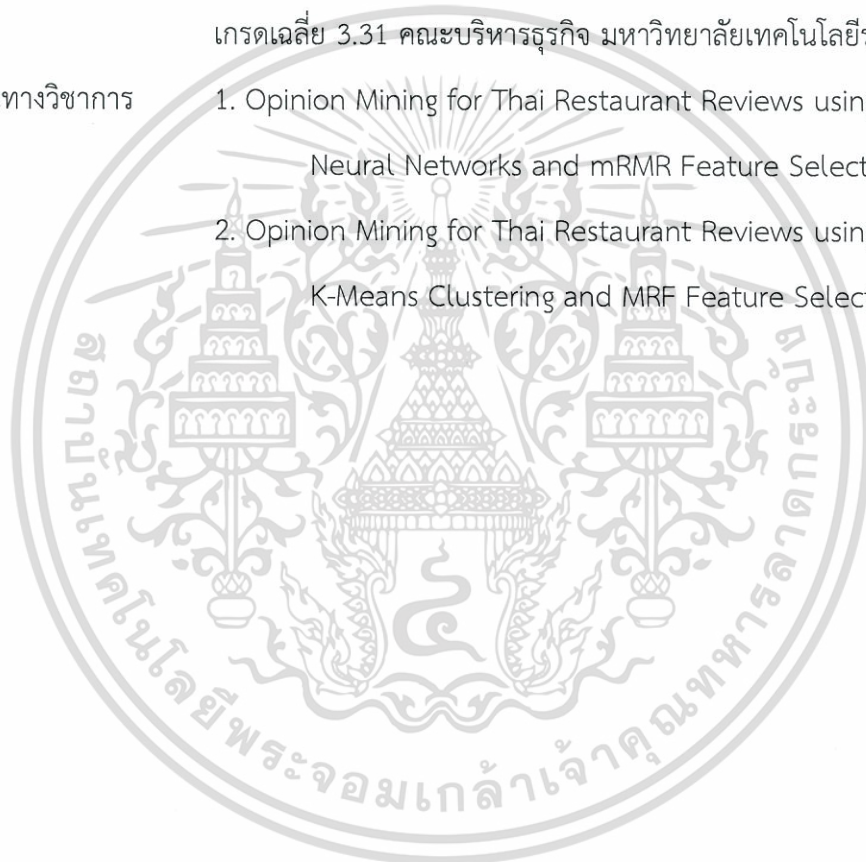 เกรดเฉลี่ย 3.31 คณะบริหารธุรกิจ มหาวิทยาลัยเทคโนโลยีร
ทางวิชาการ
1. Opinion Mining for Thai Restaurant Reviews usin
Neural Networks and mRMR Feature Select
2. Opinion Mining for Thai Restaurant Reviews usin
K-Means Clustering and MRF Feature Select
สถาบันเทคโนโลยีพระจอมเกล้าเจ้าคุณทหารลาดกระบัง